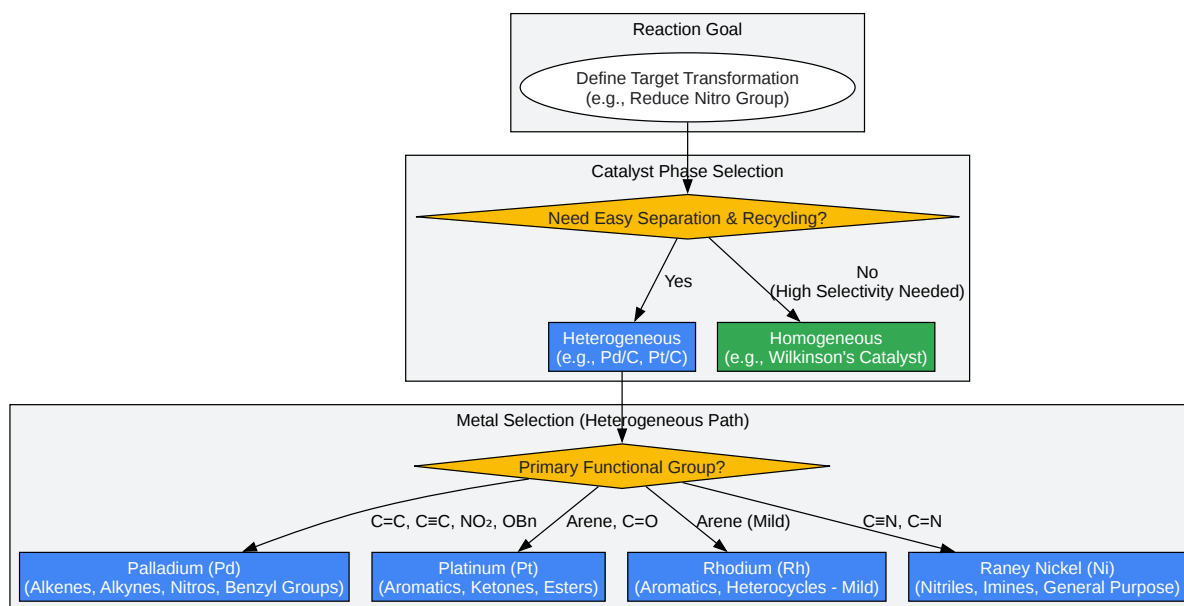 Reaction Goal
Define Target Transformation
(e.g., Reduce Nitro Group)
Catalyst Phase Selection
Need Easy Separation & Recycling?
Yes
No
(High Selectivity Needed)
Heterogeneous
(e.g., Pd/C, Pt/C)
Homogeneous
(e.g., Wilkinson's Catalyst)
Metal Selection (Heterogeneous Path)
Primary Functional Group?
C=C, C≡C, NO₂, OBn
Arene, C=O
Arene (Mild)
C≡N, C=N
Palladium (Pd)
(Alkenes, Alkynes, Nitros, Benzyl Groups)
Platinum (Pt)
(Aromatics, Ketones, Esters)
Rhodium (Rh)
(Aromatics, Heterocycles - Mild)
Raney Nickel (Ni)
(Nitriles, Imines, General Purpose)